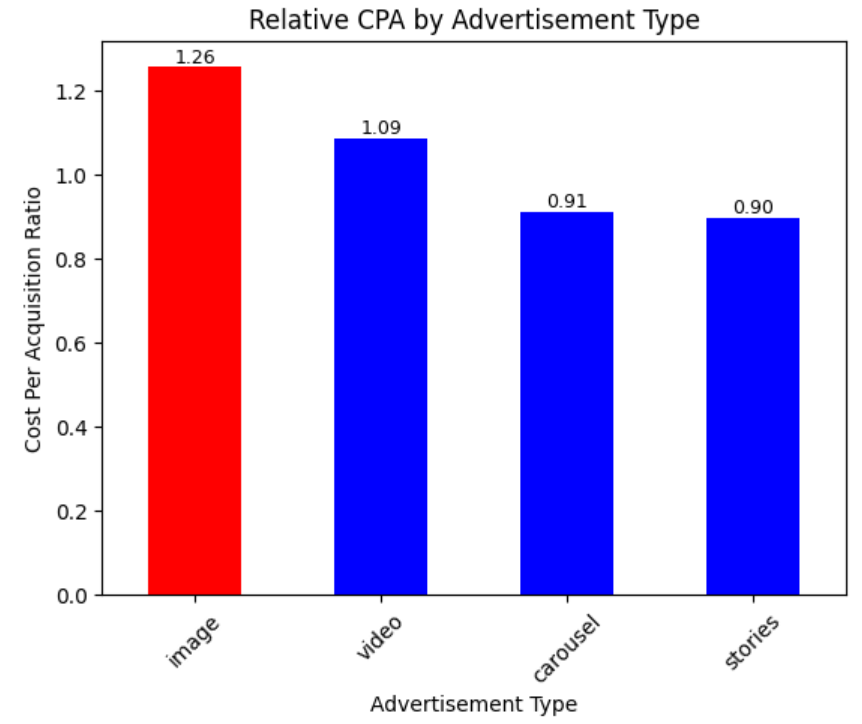 Relative CPA by Advertisement Type
Cost Per Acquisition Ratio
1.2
1.0
0.8
0.6
0.4
0.2
0.0
1.26
1.09
0.91
0.90
image
video
carousel
stories
Advertisement Type